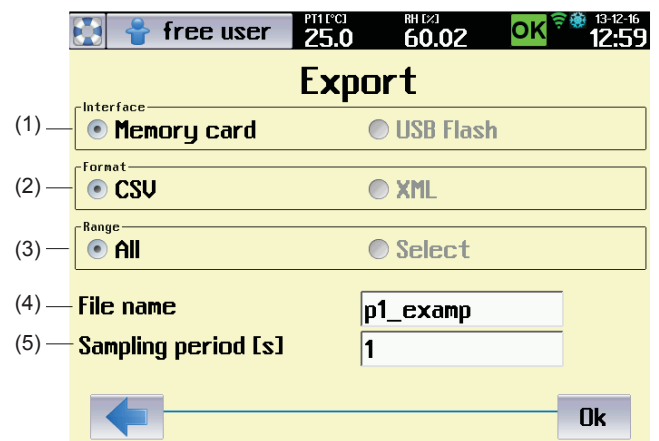 free user PT1 [°C] 25.0 RH [%] 60.02 OK 13-12-16 12:59
Export
Interface
(1) Memory card USB Flash
Format
(2) CSV XML
Range
(3) All Select
(4) File name p1_examp
(5) Sampling period [s] 1
Ok